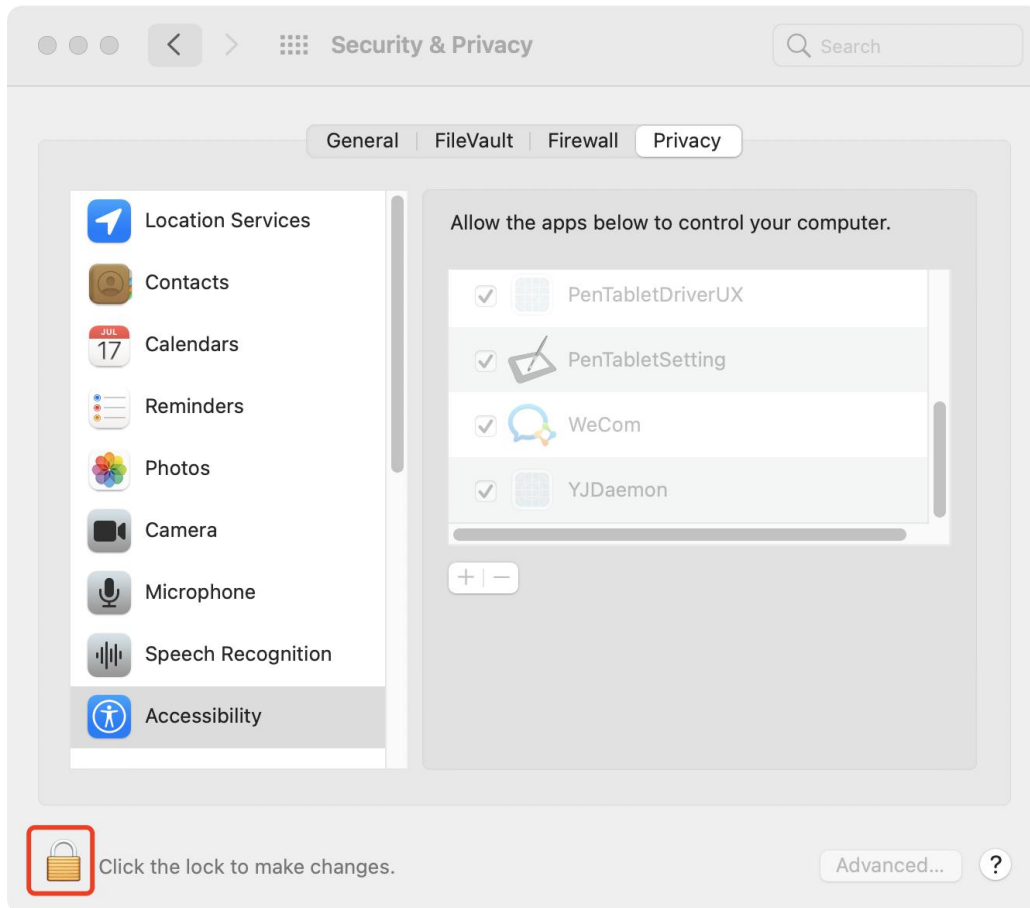 Security & Privacy
Search
General FileVault Firewall Privacy
Location Services
Contacts
JUL
17
Calendars
Reminders
Photos
Camera
Microphone
Speech Recognition
Accessibility
Allow the apps below to control your computer.
PenTabletDriverUX
PenTabletSetting
WeCom
YJDaemon
Click the lock to make changes.
Advanced...
?